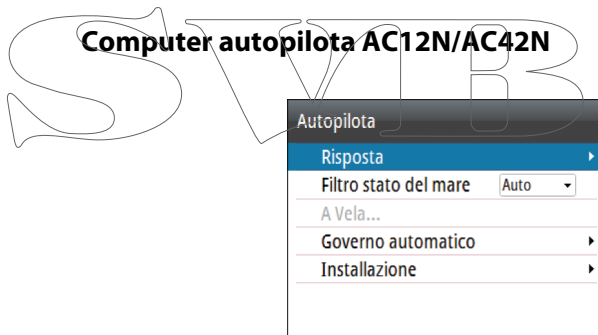 Computer autopilota AC12N/AC42N
SVB
Autopilota
Risposta
Filtro stato del mare Auto
A Vela...
Governo automatico
Installazione